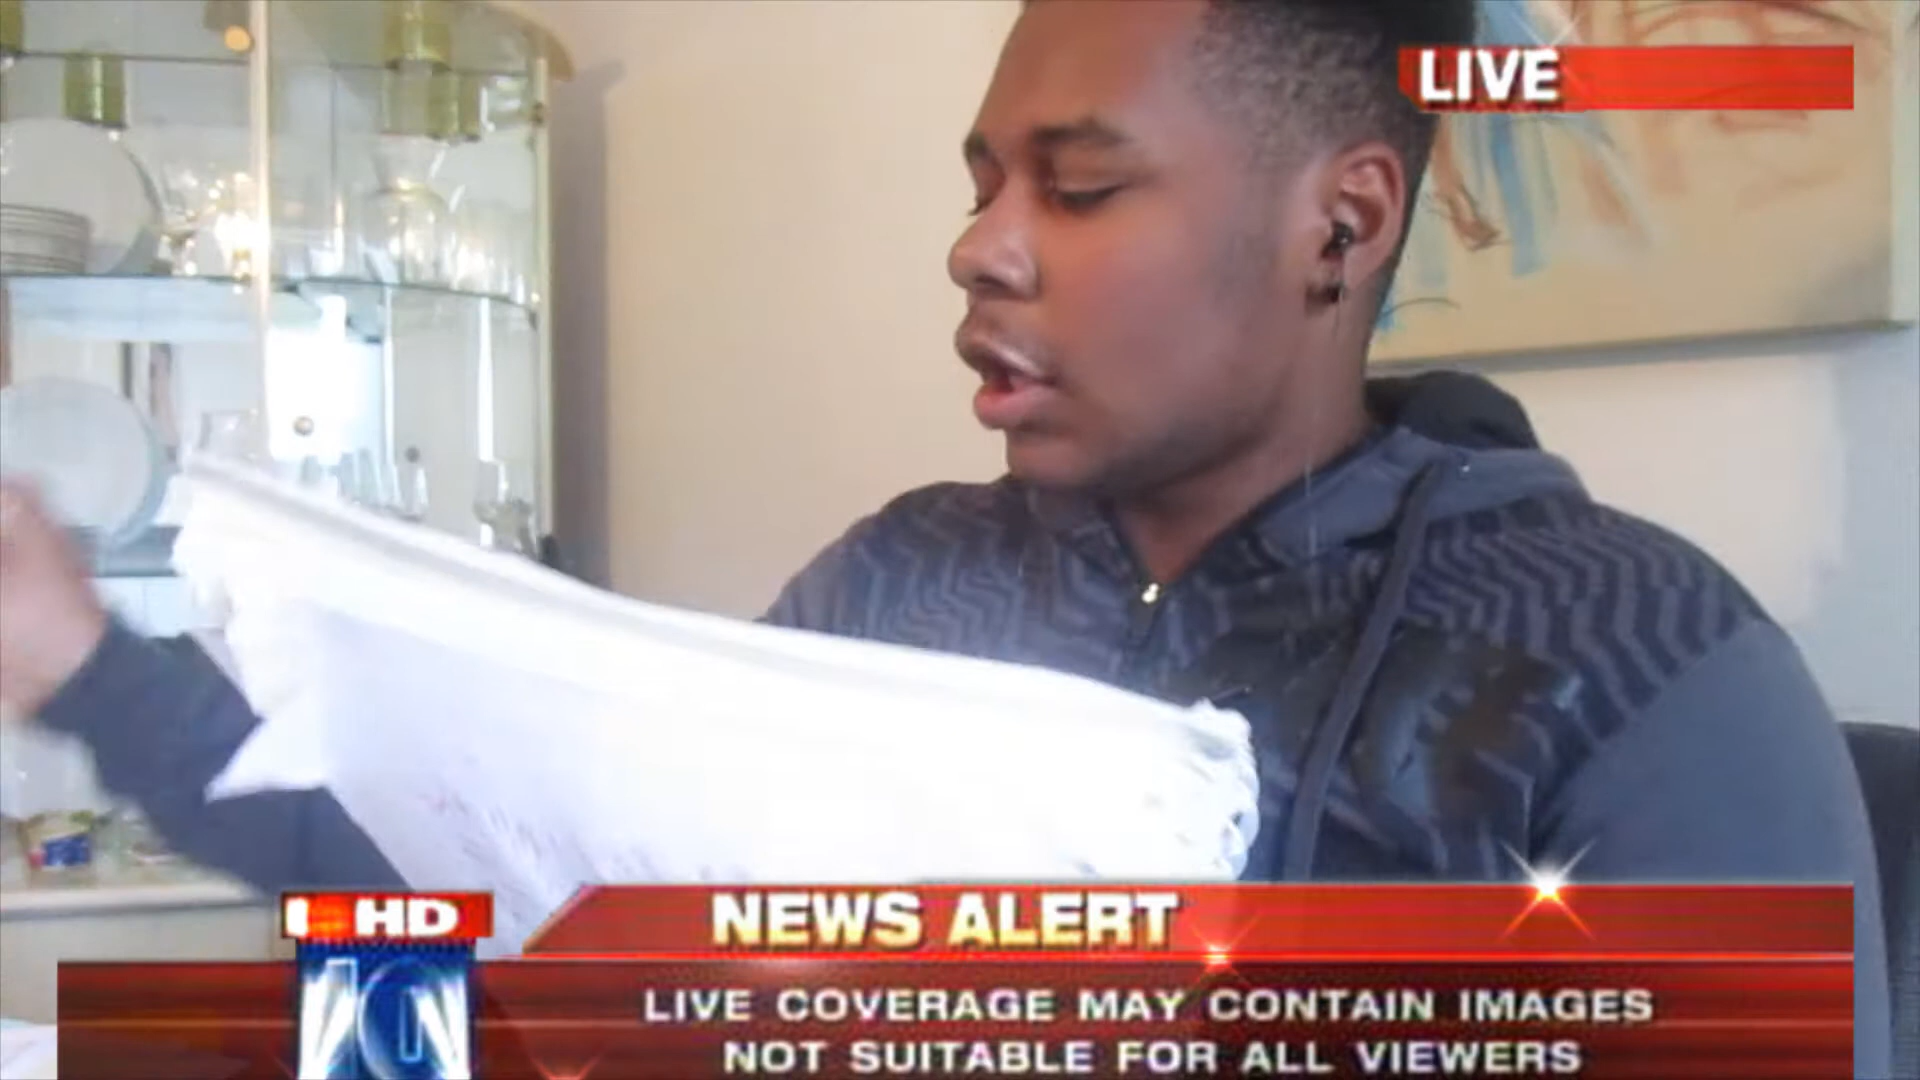 LIVE
HD
NEWS ALERT
LIVE COVERAGE MAY CONTAIN IMAGES
NOT SUITABLE FOR ALL VIEWERS